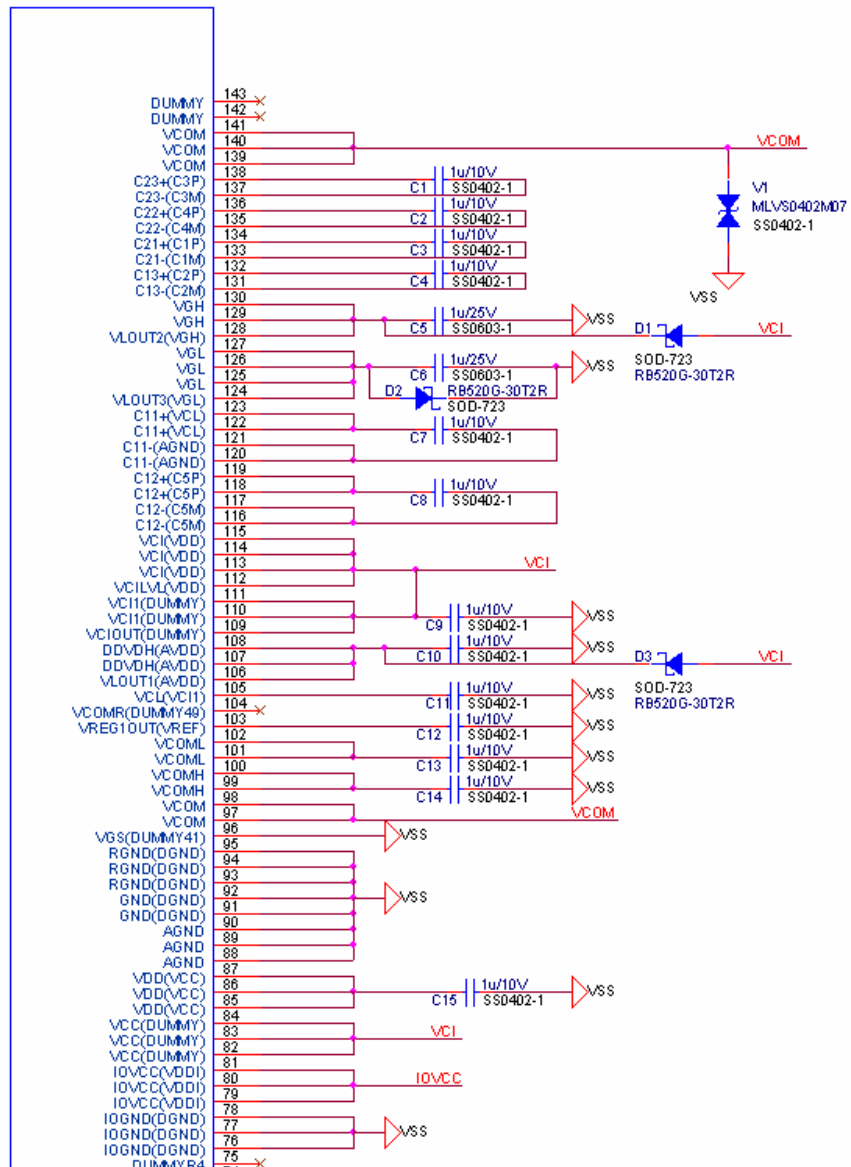 143
DUMMY
142
DUMMY
141
VCOM
140
VCOM
VCOM
139
VCOM
138
C23+(C3P)
1u/10V
137
C23-(C3M)
C1
SS0402-1
136
C22+(C4P)
1u/10V
135
C22-(C4M)
C2
SS0402-1
134
C21+(C1P)
1u/10V
133
C21-(C1M)
C3
SS0402-1
132
C13+(C2P)
1u/10V
131
C13-(C2M)
C4
SS0402-1
V1
MLVS0402M07
SS0402-1
VSS
130
VGH
129
VGH
1u/25V
C5
SS0603-1
VSS
128
VLOUT2(VGH)
D1
VCI
SOD-723
RB520G-30T2R
127
VGL
126
VGL
1u/25V
C6
SS0603-1
VSS
125
VGL
124
VLOUT3(VGL)
D2
RB520G-30T2R
SOD-723
123
C11+(VCL)
122
C11+(VCL)
1u/10V
C7
SS0402-1
121
C11-(AGND)
120
C11-(AGND)
119
C12+(C5P)
118
C12+(C5P)
1u/10V
C8
SS0402-1
117
C12-(C5M)
116
C12-(C5M)
115
VCI(VDD)
114
VCI(VDD)
113
VCI(VDD)
VCI
112
VCILVL(VDD)
111
VCI1(DUMMY)
110
VCI1(DUMMY)
1u/10V
C9
SS0402-1
VSS
109
VCIOUT(DUMMY)
108
DDVDH(AVDD)
1u/10V
C10
SS0402-1
VSS
107
DDVDH(AVDD)
D3
VCI
SOD-723
RB520G-30T2R
106
VLOUT1(AVDD)
105
VCL(VCI1)
1u/10V
C11
SS0402-1
VSS
104
VCOMR(DUMMY49)
103
VREG1OUT(VREF)
1u/10V
C12
SS0402-1
VSS
102
VCOML
101
VCOML
1u/10V
C13
SS0402-1
VSS
100
VCOMH
99
VCOMH
1u/10V
C14
SS0402-1
VSS
98
VCOM
97
VCOM
VCOM
96
VGS(DUMMY41)
VSS
95
RGND(DGND)
94
RGND(DGND)
93
RGND(DGND)
92
GND(DGND)
VSS
91
GND(DGND)
90
AGND
89
AGND
88
AGND
87
VDD(VCC)
86
VDD(VCC)
1u/10V
C15
SS0402-1
VSS
85
VDD(VCC)
84
VCC(DUMMY)
83
VCC(DUMMY)
VCI
82
VCC(DUMMY)
81
IOVCC(VDDI)
80
IOVCC(VDDI)
IOVCC
79
IOVCC(VDDI)
78
IOGND(DGND)
77
IOGND(DGND)
VSS
76
IOGND(DGND)
75
DUMMYR4